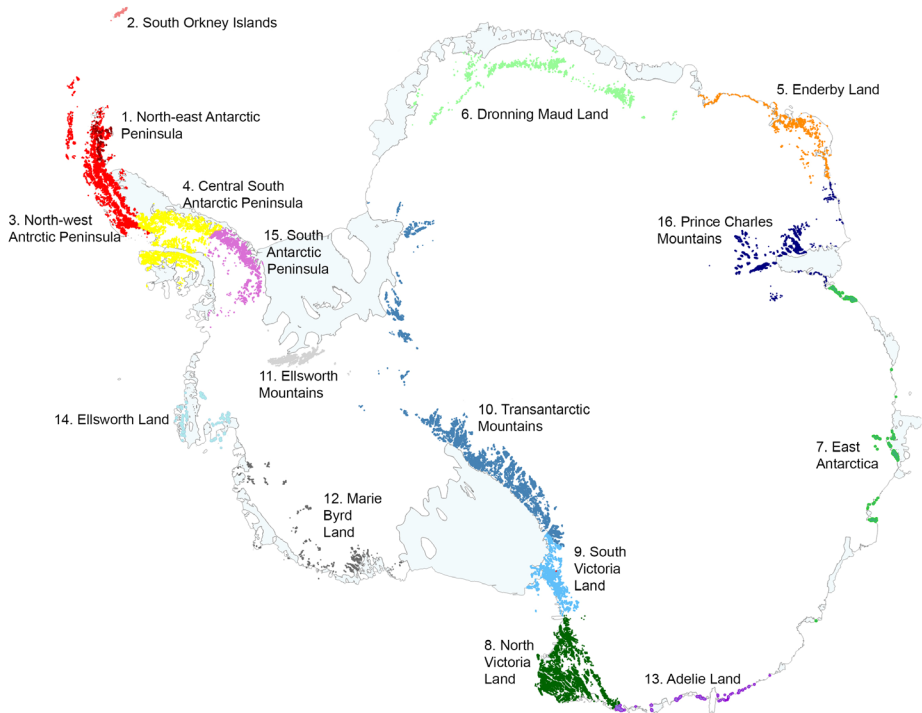 2. South Orkney Islands
1. North-east Antarctic
Peninsula
5. Enderby Land
6. Dronning Maud Land
4. Central South
Antarctic Peninsula
3. North-west
Antrctic Peninsula
15. South
Antarctic
Peninsula
16. Prince Charles
Mountains
11. Ellsworth
Mountains
14. Ellsworth Land
10. Transantarctic
Mountains
7. East
Antarctica
12. Marie
Byrd
Land
9. South
Victoria
Land
8. North
Victoria
Land
13. Adelie Land